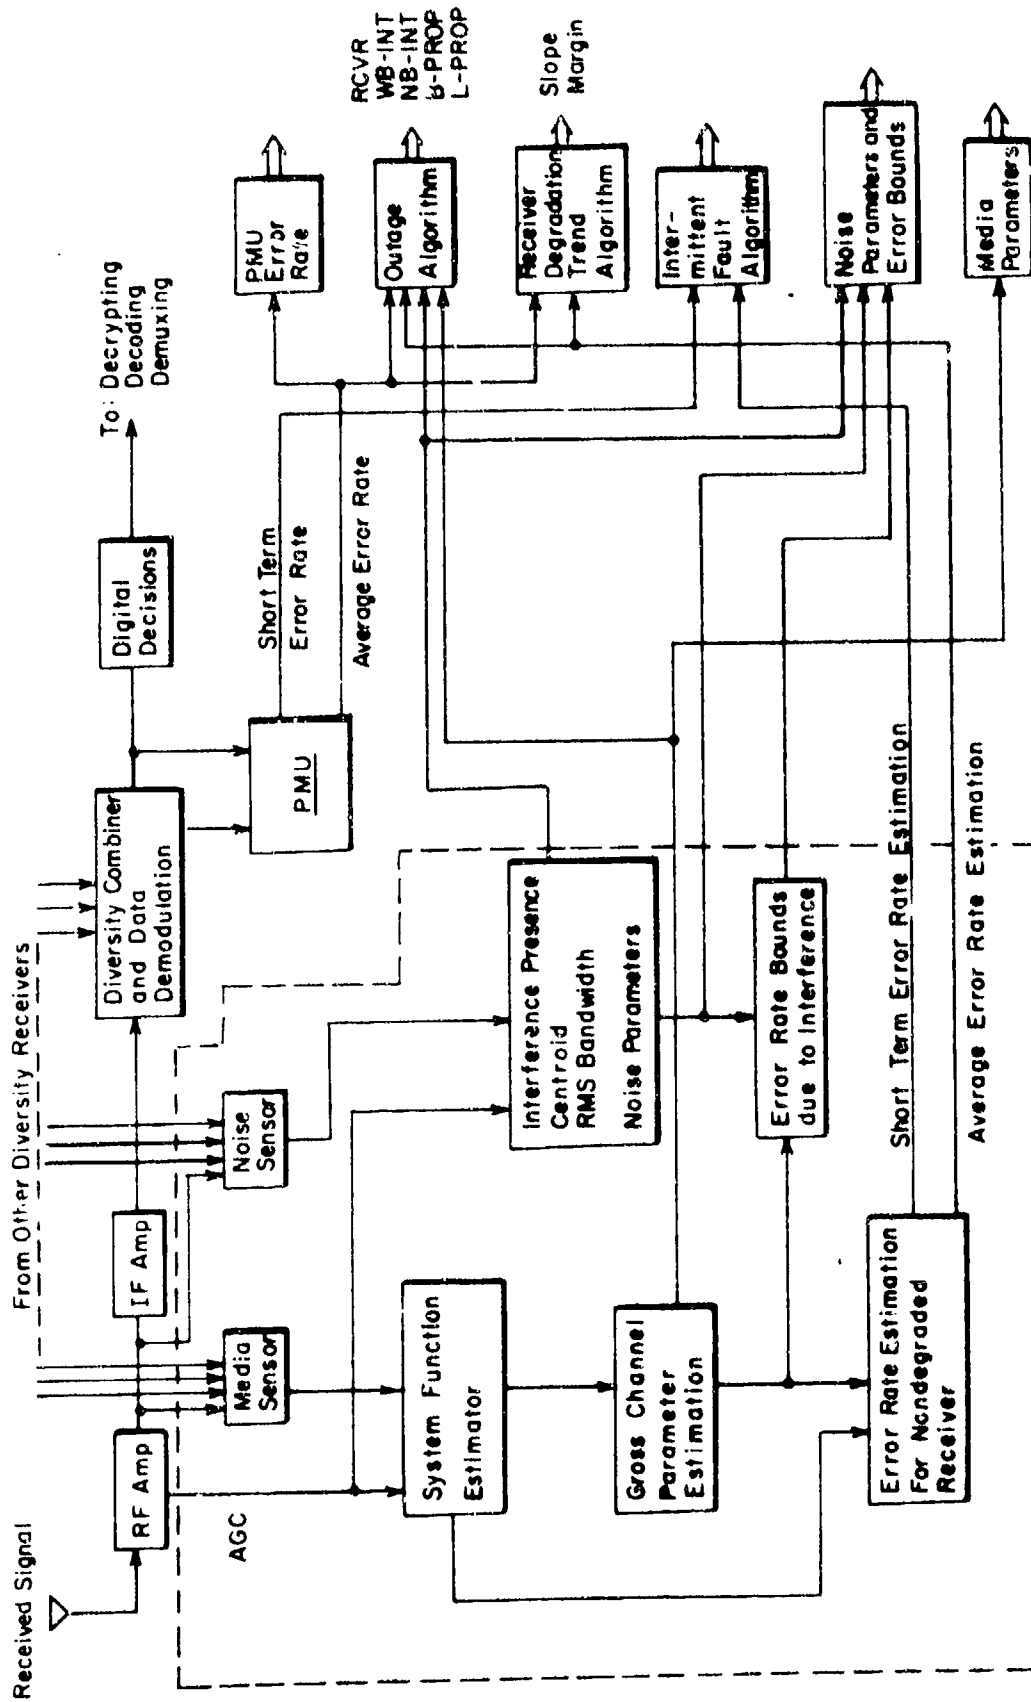 Received Signal
From Other Diversity Receivers
RF Amp
IF Amp
Diversity Combiner
and Data
Demodulation
Digital
Decisions
To: Decrypting
Decoding
Demuxing
AGC
Media
Sensor
Noise
Sensor
PMU
Short Term
Error Rate
Average Error Rate
PMU
Error
Rate
Outage
Algorithm
RCVR
WB-INT
NB-INT
B-PROP
L-PROP
Receiver
Degradation
Trend
Algorithm
Slope
Margin
Inter-
mittent
Fault
Algorithm
Noise
Parameters and
Error Bounds
Media
Parameters
System Function
Estimator
Interference Presence
Centroid
RMS Bandwidth
Noise Parameters
Gross Channel
Parameter
Estimation
Error Rate Bounds
due to Interference
Error Rate Estimation
For Nondegraded
Receiver
Short Term Error Rate Estimation
Average Error Rate Estimation